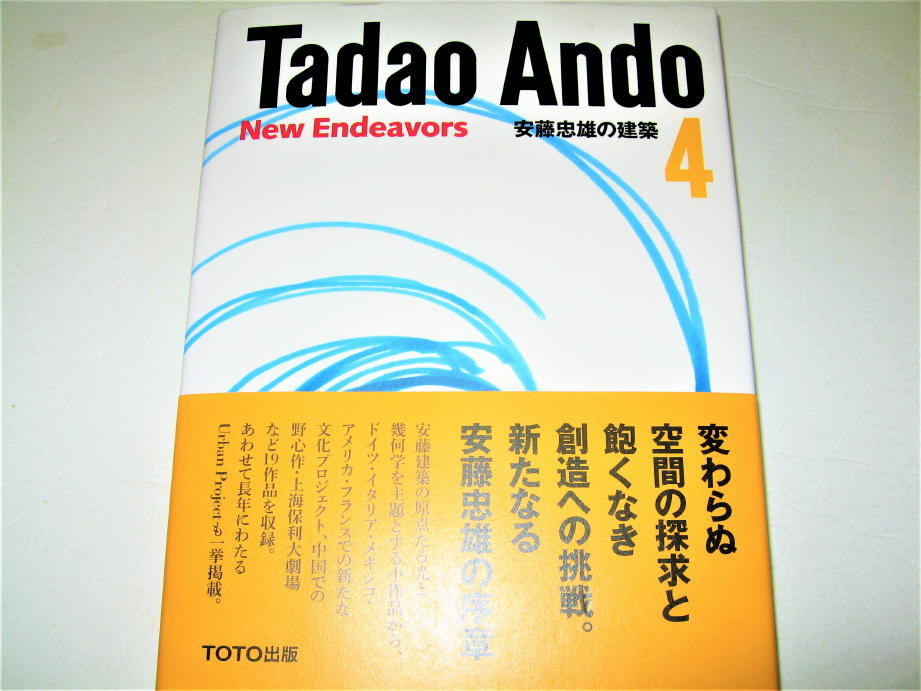 Tadao Ando
New Endeavors
安藤忠雄の建築
4
変わらぬ
空間の探求と
飽くなき
創造への挑戦。
新たなる
安藤忠雄の序章
安藤建築の原点たる光と
幾何学を主題とする小作品から、
ドイツ・イタリア・メキシコ・
アメリカ・フランスでの新たな
文化プロジェクト、中国での
野心作・上海保利大劇場
など19作品を収録。
あわせて長年にわたる
Urban Projectも一挙掲載。
TOTO出版